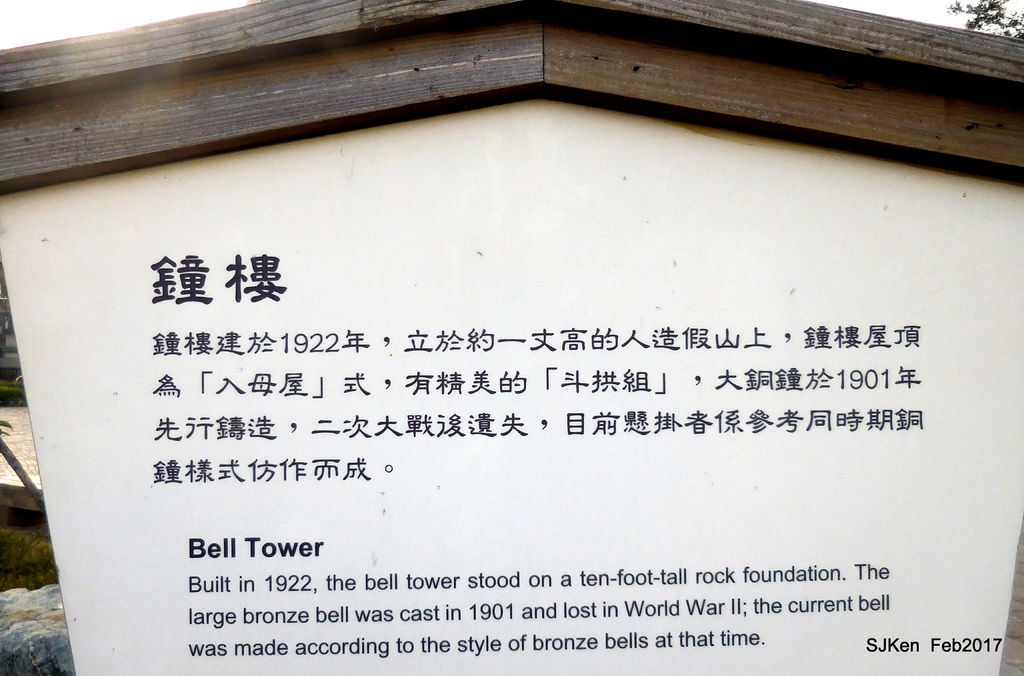 鐘樓
鐘樓建於1922年，立於約一丈高的人造假山上，鐘樓屋頂
為「入母屋」式，有精美的「斗拱組」，大銅鐘於1901年
先行鑄造，二次大戰後遺失，目前懸掛者係參考同時期銅
鐘樣式仿作而成。
Bell Tower
Built in 1922, the bell tower stood on a ten-foot-tall rock foundation. The
large bronze bell was cast in 1901 and lost in World War II; the current bell
was made according to the style of bronze bells at that time.
SJKen Feb2017